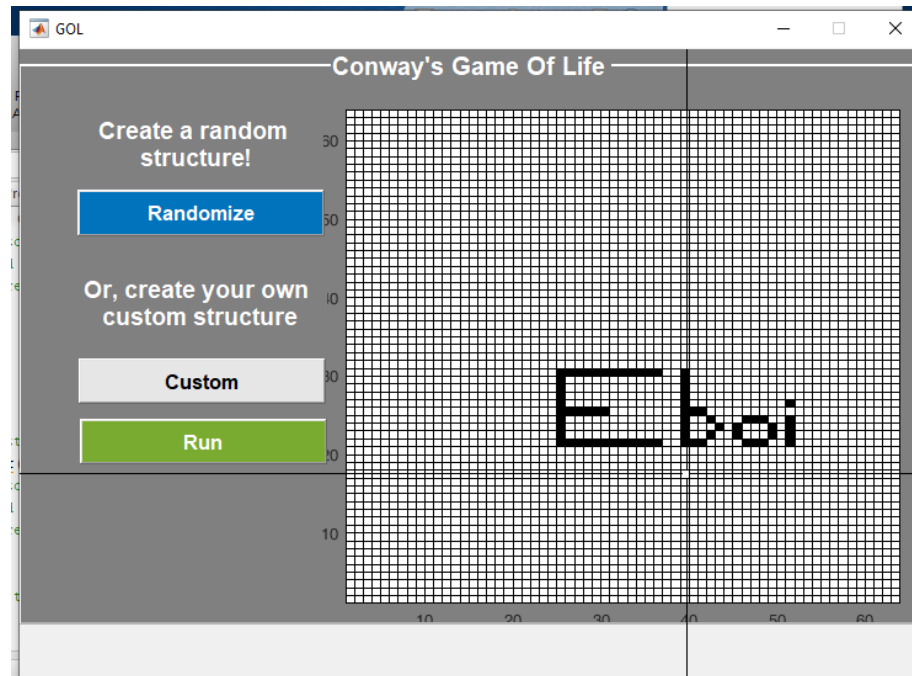 GOL
Conway's Game Of Life
Create a random
structure!
Randomize
Or, create your own
custom structure
Custom
Run
60
50
40
30
20
10
10
20
30
40
50
60
E boi